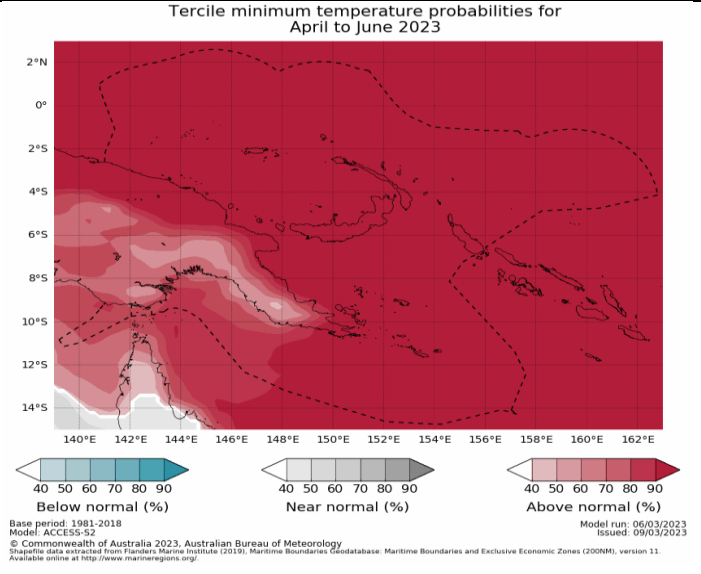 Tercile minimum temperature probabilities for
April to June 2023
2°N
0°
2°S
4°S
6°S
8°S
10°S
12°S
14°S
140°E 142°E 144°E 146°E 148°E 150°E 152°E 154°E 156°E 158°E 160°E 162°E
40 50 60 70 80 90 40 50 60 70 80 90 40 50 60 70 80 90
Below normal (%) Near normal (%) Above normal (%)
Base period: 1981-2018 Model run: 06/03/2023
Model: ACCESS-S2 Issued: 09/03/2023
© Commonwealth of Australia 2023, Australian Bureau of Meteorology
Shapefile data extracted from Flanders Marine Institute (2019), Maritime Boundaries Geodatabase: Maritime Boundaries and Exclusive Economic Zones (200NM), version 11.
Available online at http://www.marineregions.org/.